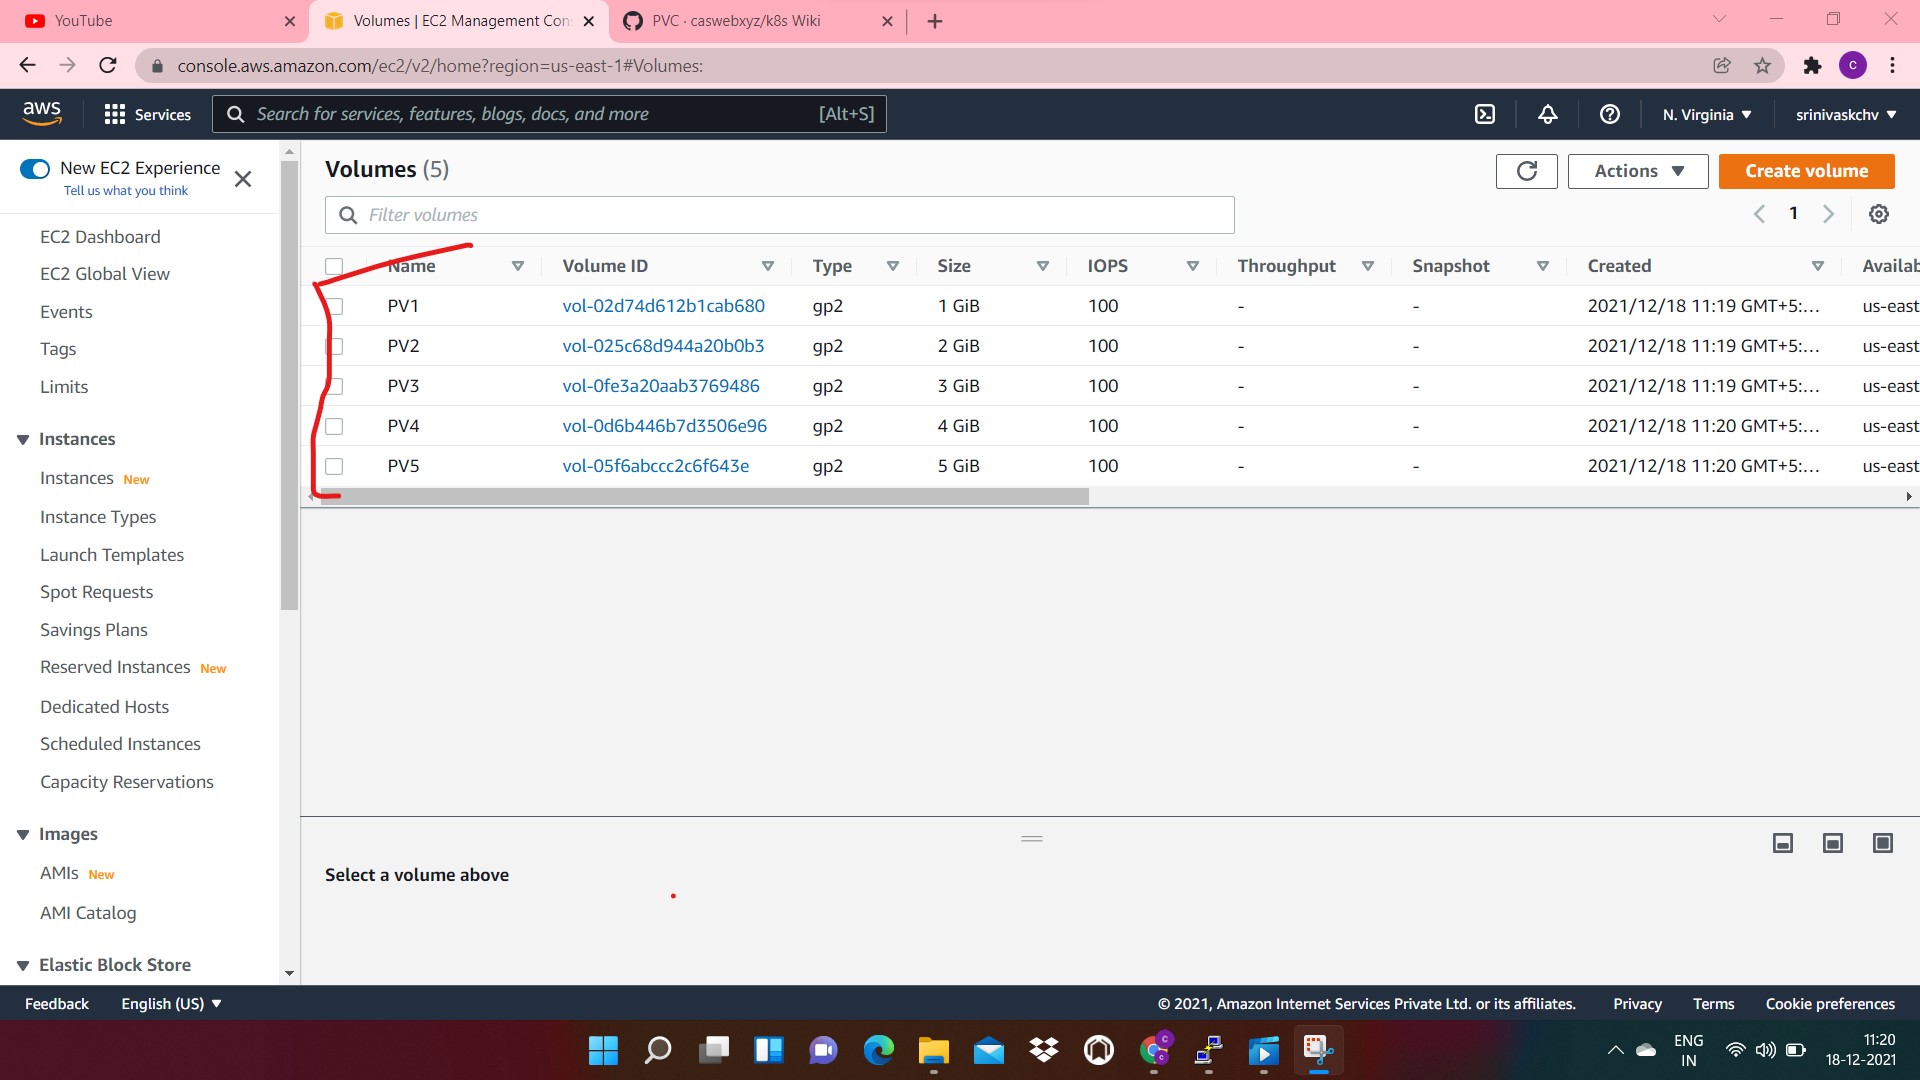 YouTube
Volumes | EC2 Management Con
PVC · caswebxyz/k8s Wiki
console.aws.amazon.com/ec2/v2/home?region=us-east-1#Volumes:
C
aws
Services
Search for services, features, blogs, docs, and more
[Alt+S]
N. Virginia
srinivaskchv
New EC2 Experience
Tell us what you think
EC2 Dashboard
EC2 Global View
Events
Tags
Limits
Instances
Instances New
Instance Types
Launch Templates
Spot Requests
Savings Plans
Reserved Instances New
Dedicated Hosts
Scheduled Instances
Capacity Reservations
Images
AMIs New
AMI Catalog
Elastic Block Store
Volumes (5)
Actions
Create volume
Filter volumes
1
Name Volume ID Type Size IOPS Throughput Snapshot Created Availab
PV1 vol-02d74d612b1cab680 gp2 1 GiB 100 - - 2021/12/18 11:19 GMT+5:... us-east
PV2 vol-025c68d944a20b0b3 gp2 2 GiB 100 - - 2021/12/18 11:19 GMT+5:... us-east
PV3 vol-0fe3a20aab3769486 gp2 3 GiB 100 - - 2021/12/18 11:19 GMT+5:... us-east
PV4 vol-0d6b446b7d3506e96 gp2 4 GiB 100 - - 2021/12/18 11:20 GMT+5:... us-east
PV5 vol-05f6abccc2c6f643e gp2 5 GiB 100 - - 2021/12/18 11:20 GMT+5:... us-east
Select a volume above
Feedback
English (US)
© 2021, Amazon Internet Services Private Ltd. or its affiliates.
Privacy
Terms
Cookie preferences
ENG
IN
11:20
18-12-2021